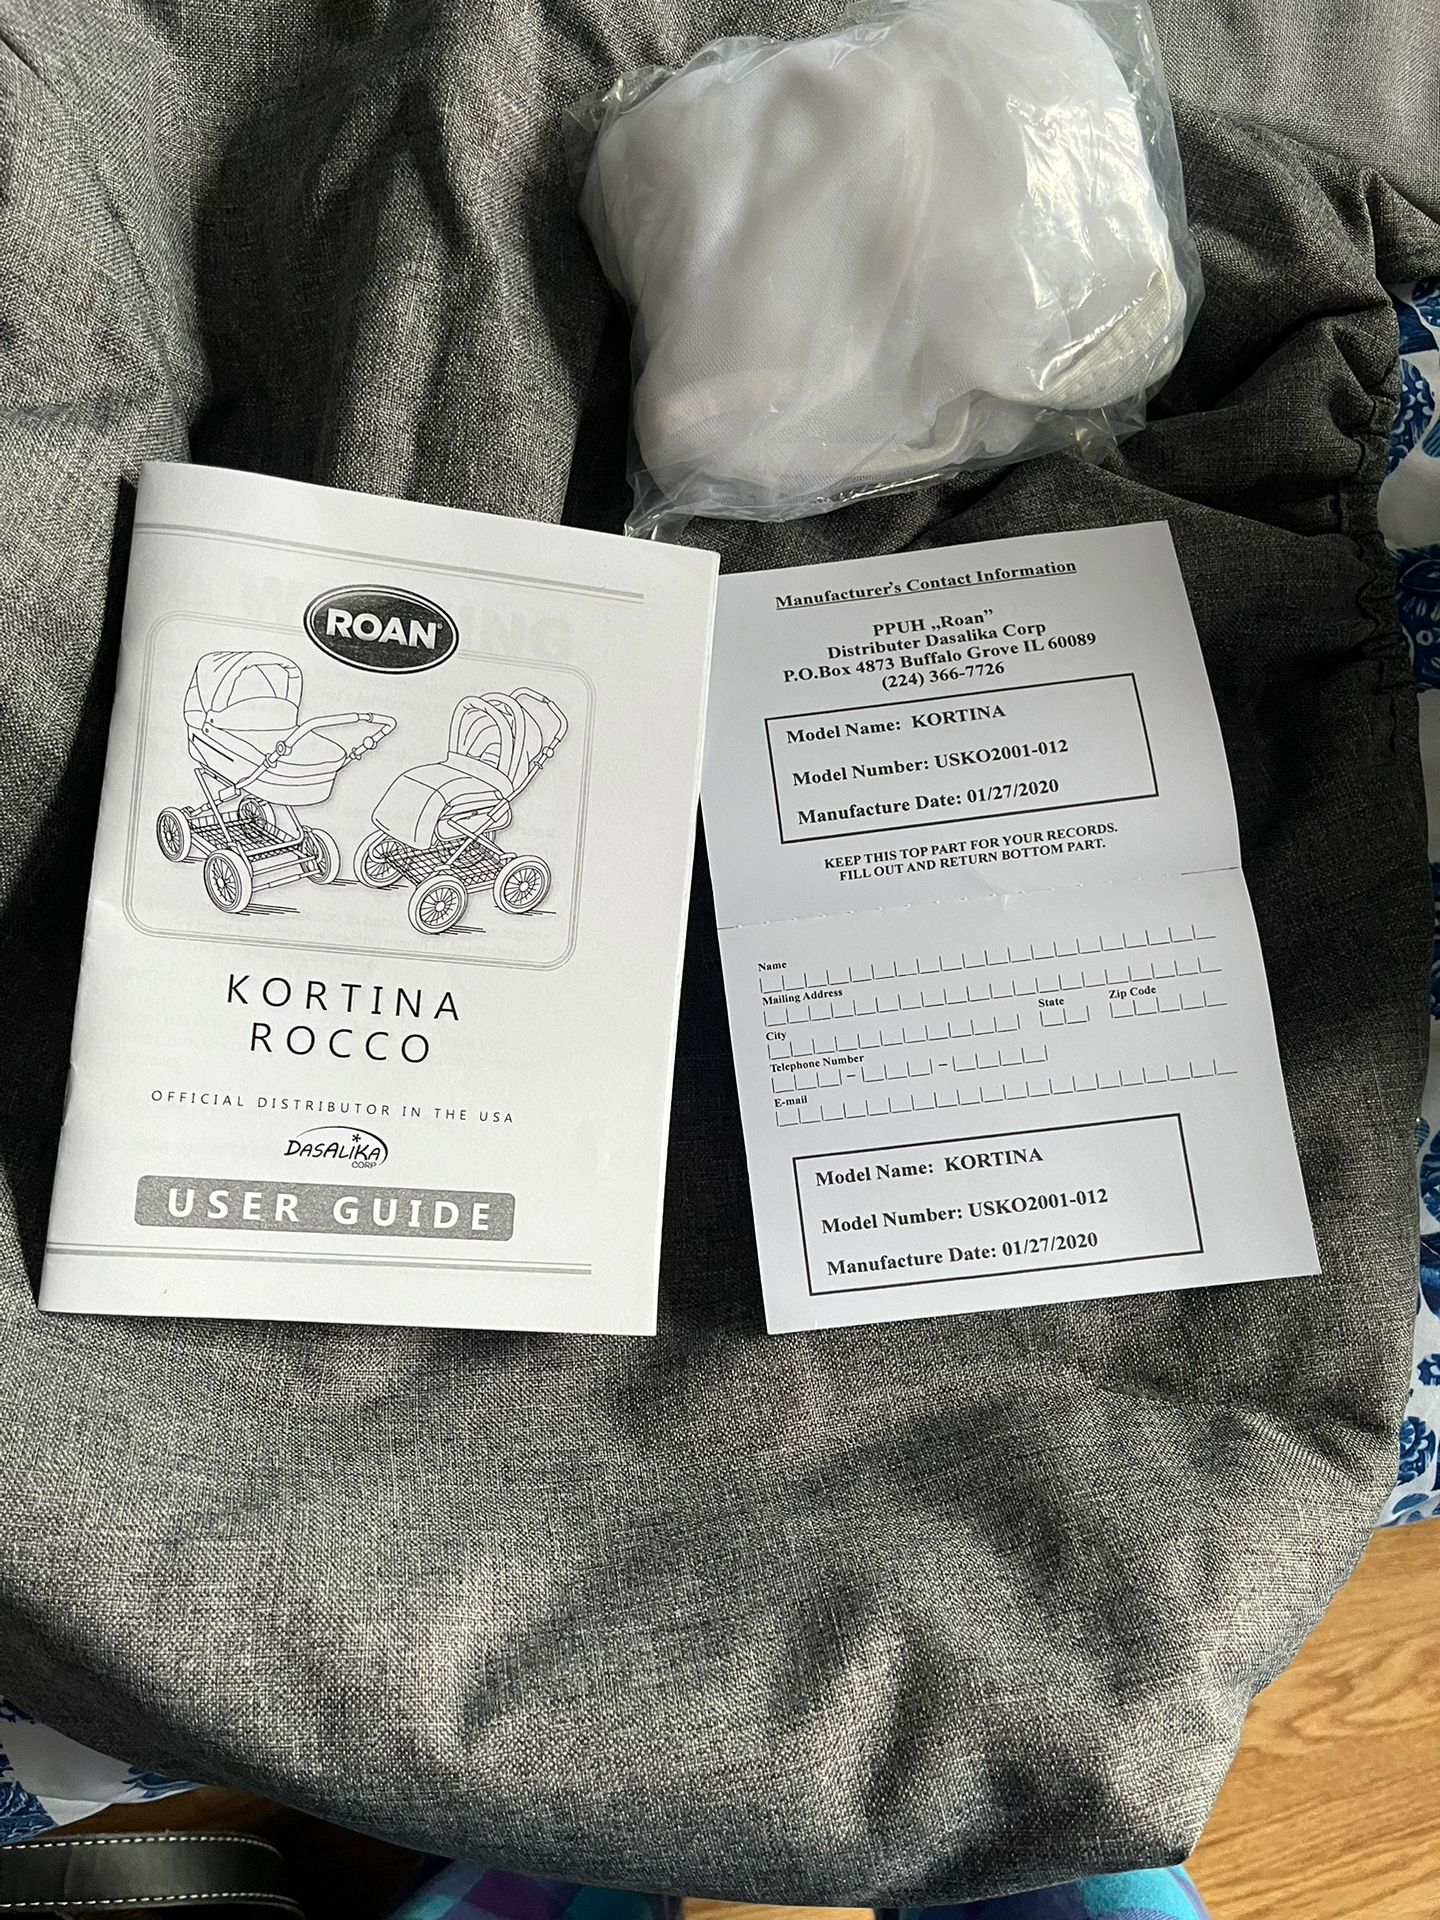 ROAN
KORTINA
ROCCO
OFFICIAL DISTRIBUTOR IN THE USA
DASALIKA
CORP
USER GUIDE
Manufacturer's Contact Information
PPUH „Roan”
Distributer Dasalika Corp
P.O.Box 4873 Buffalo Grove IL 60089
(224) 366-7726
Model Name: KORTINA
Model Number: USKO2001-012
Manufacture Date: 01/27/2020
KEEP THIS TOP PART FOR YOUR RECORDS.
FILL OUT AND RETURN BOTTOM PART.
Name
Mailing Address
City State Zip Code
Telephone Number
E-mail
Model Name: KORTINA
Model Number: USKO2001-012
Manufacture Date: 01/27/2020